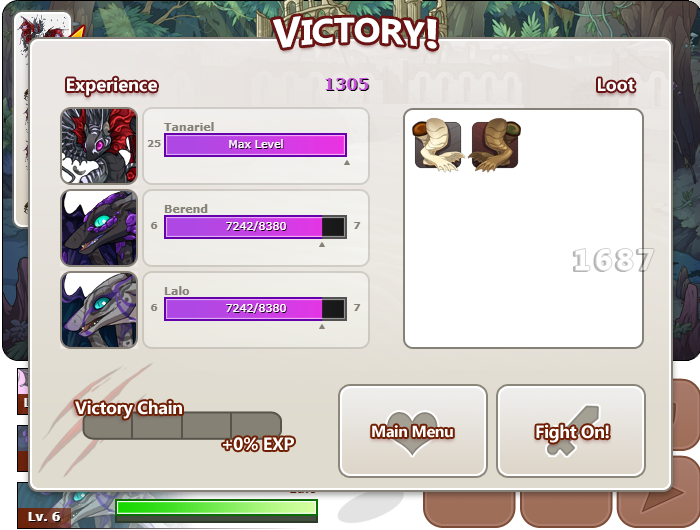 VICTORY!
Experience
1305
Loot
Tanariel
25
Max Level
Berend
6
7242/8380
7
Lalo
6
7242/8380
7
1687
Victory Chain
+0% EXP
Main Menu
Fight On!
Lv. 6